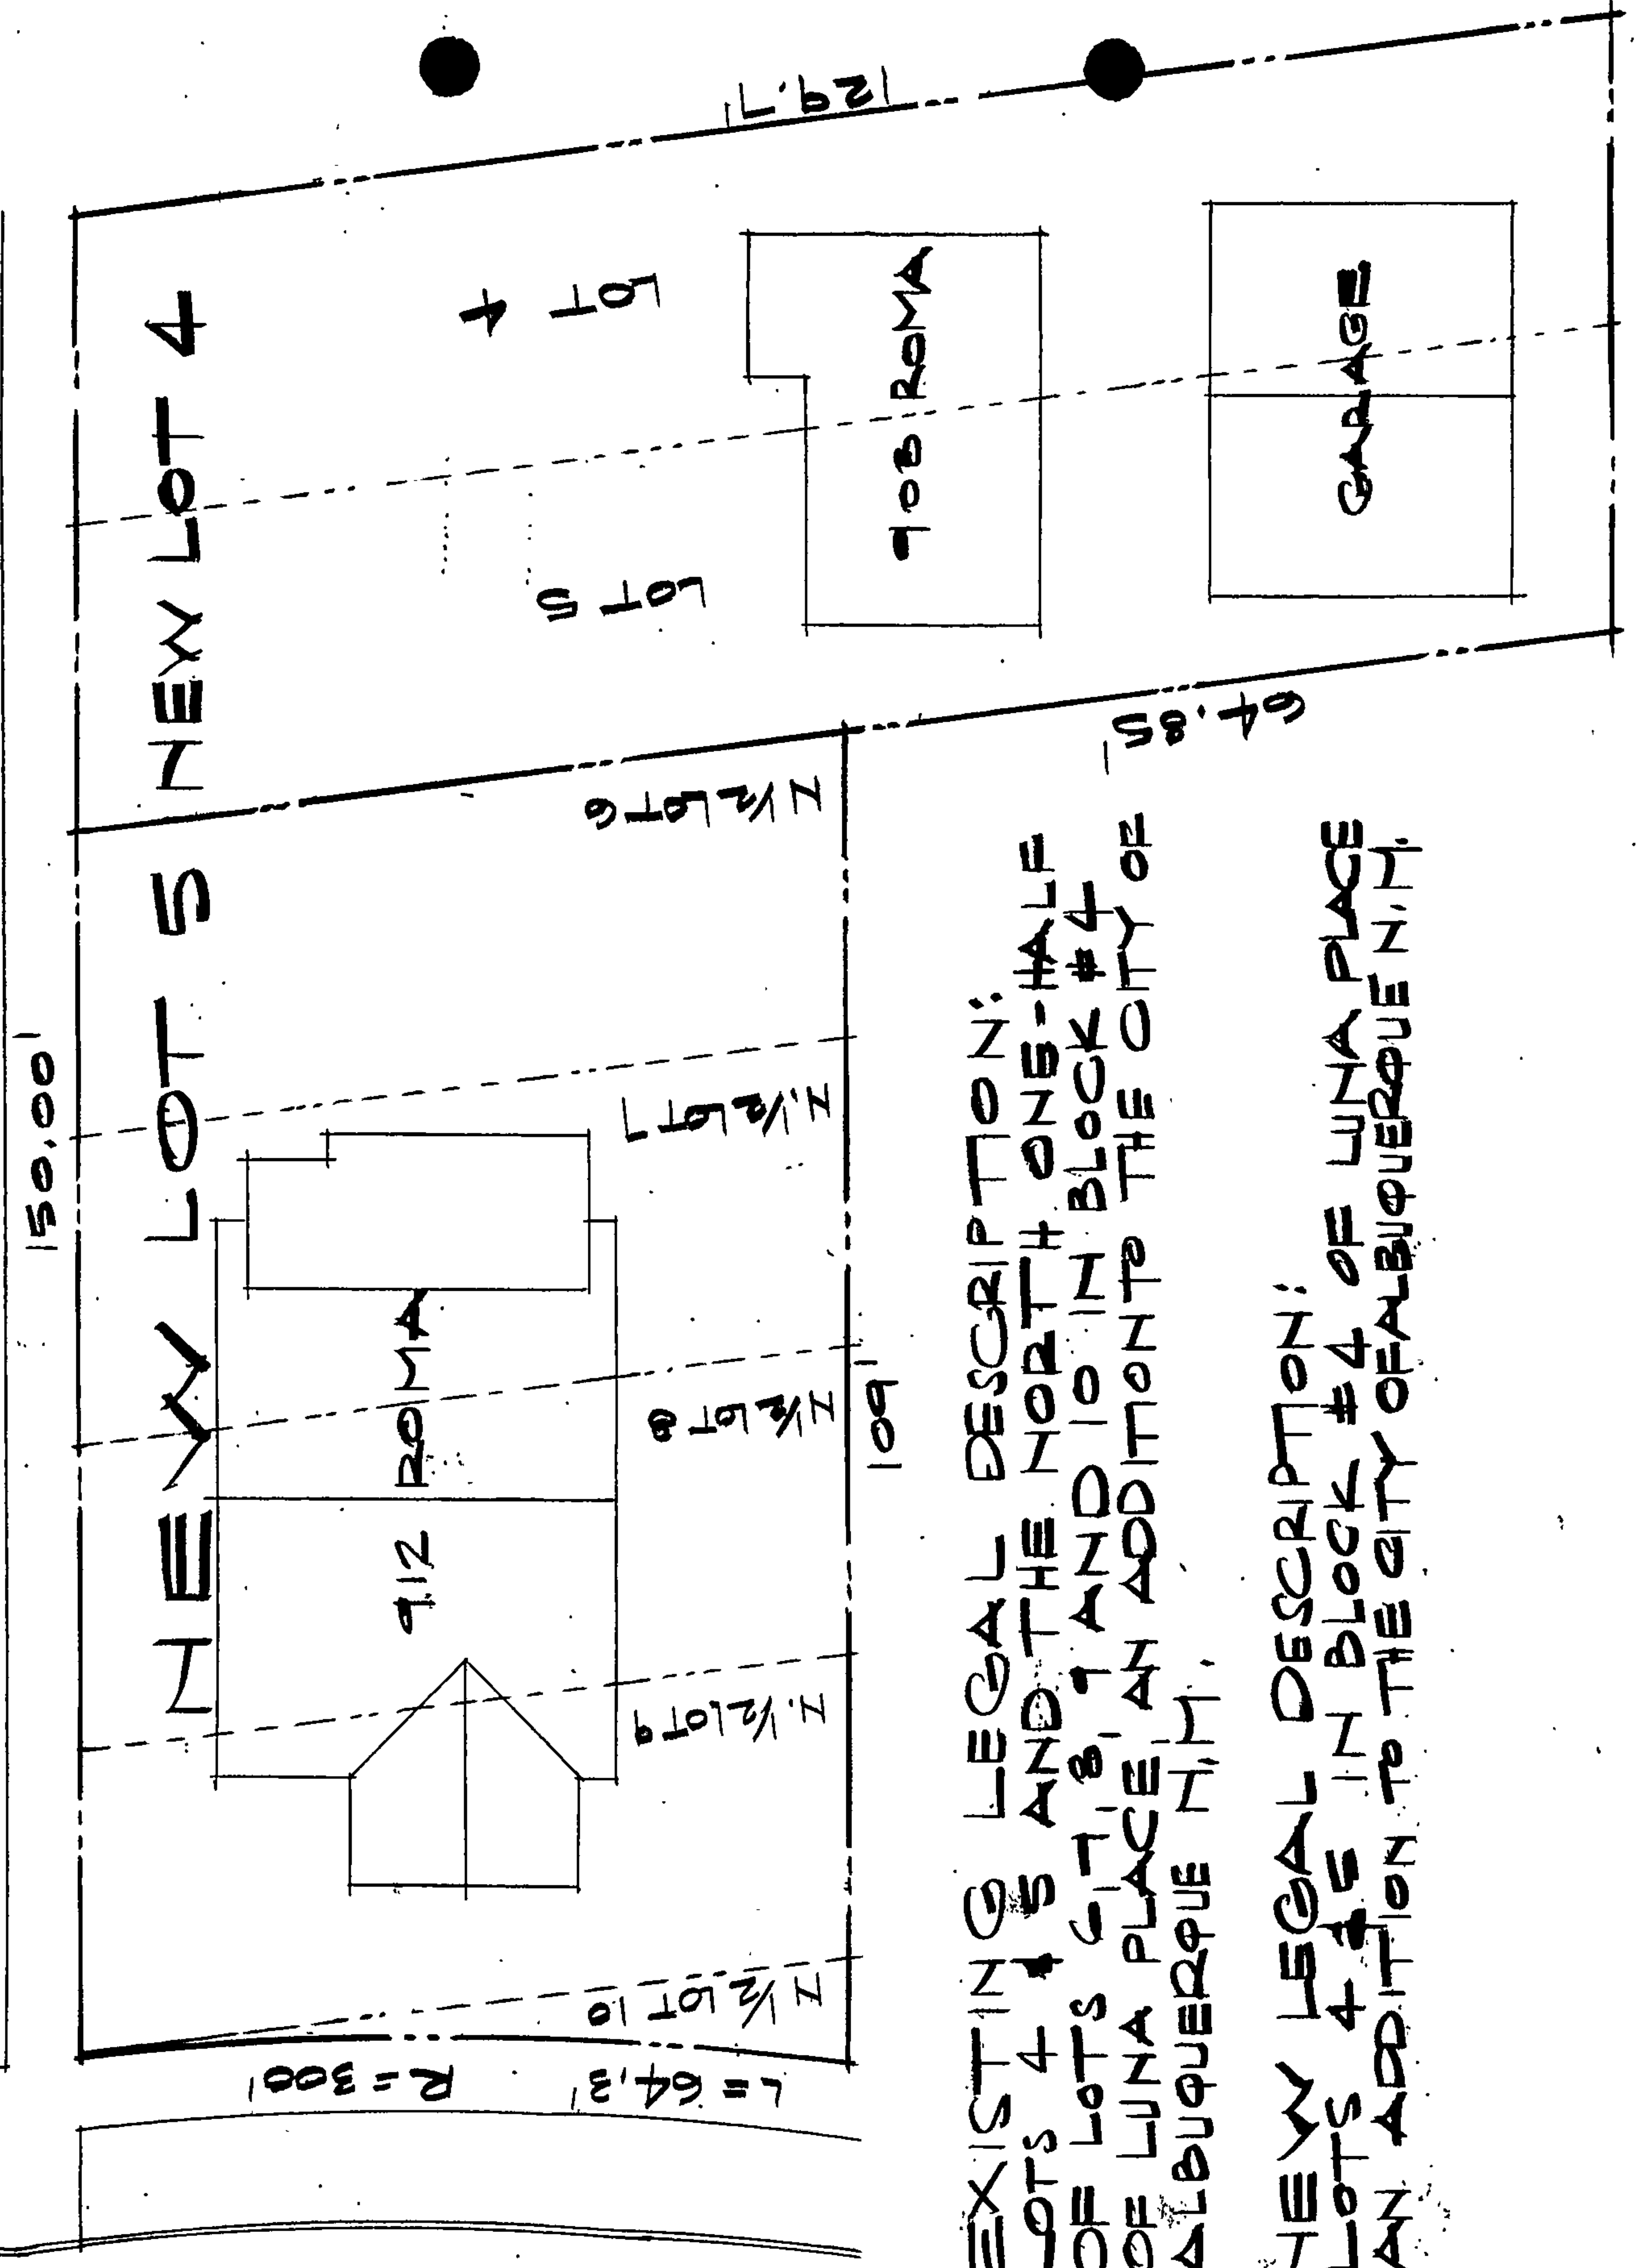 150.00'
NEW LOT 5
NEW LOT 4
129.7'
LOT 4
LOT 5
908 ROMA
GARAGE
64.85'
N 1/2 LOT 6
N. 1/2 LOT 7
N 1/2 LOT 8
N. 1/2 LOT 9
N 1/2 LOT 10
912 ROMA
109'
R = 300'
L = 64.3'
EXISTING LEGAL DESCRIPTION:
LOTS 4 & 5 AND THE NORTH ONE-HALF
OF LOTS 6, 7, 8, 9 AND 10 IN BLOCK #4
OF LUNA PLACE, AN ADDITION TO THE CITY OF
ALBUQUERQUE N.M.
NEW LEGAL DESCRIPTION:
LOTS 4 & 5 IN BLOCK #4 OF LUNA PLACE
AN ADDITION TO THE CITY OF ALBUQUERQUE N.M.